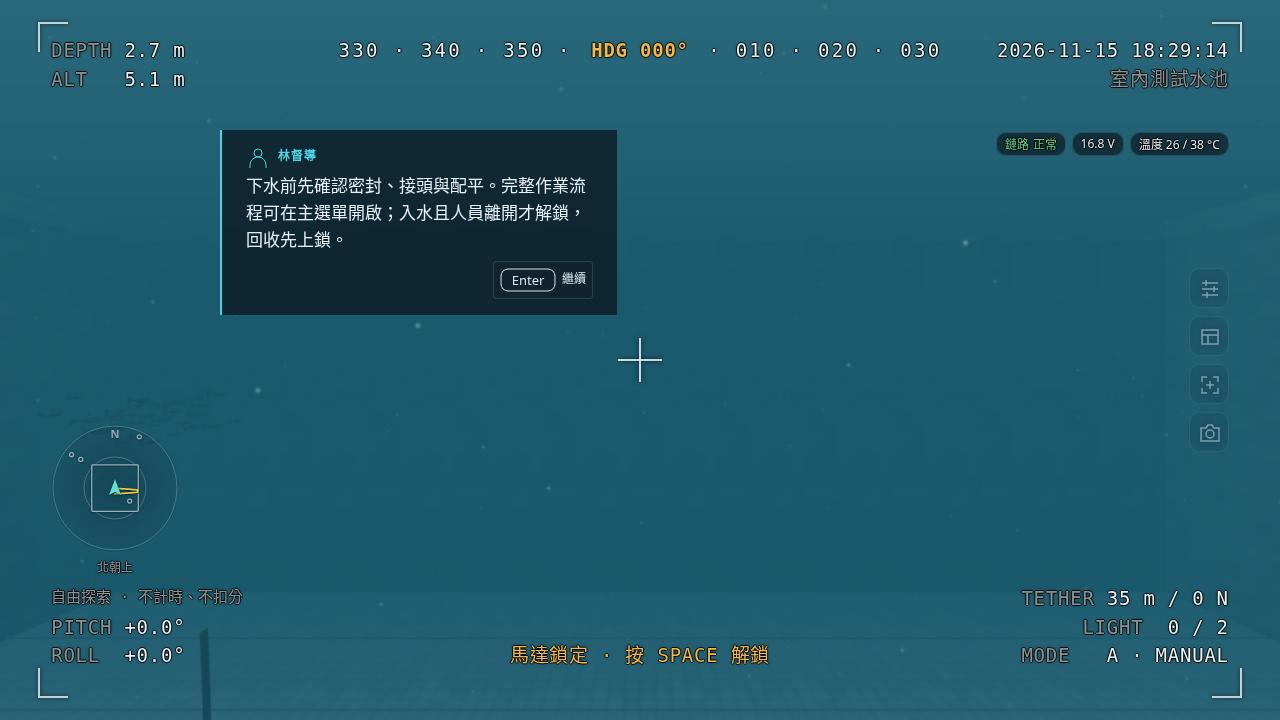 DEPTH 2.7 m
ALT 5.1 m
330 · 340 · 350 · HDG 000° · 010 · 020 · 030
2026-11-15 18:29:14
室內測試水池
鏈路 正常
16.8 V
溫度 26 / 38 °C
林督導
下水前先確認密封、接頭與配平。完整作業流
程可在主選單開啟；入水且人員離開才解鎖，
回收先上鎖。
Enter 繼續
N
北朝上
自由探索 · 不計時、不扣分
PITCH +0.0°
ROLL +0.0°
馬達鎖定 · 按 SPACE 解鎖
TETHER 35 m / 0 N
LIGHT 0 / 2
MODE A · MANUAL